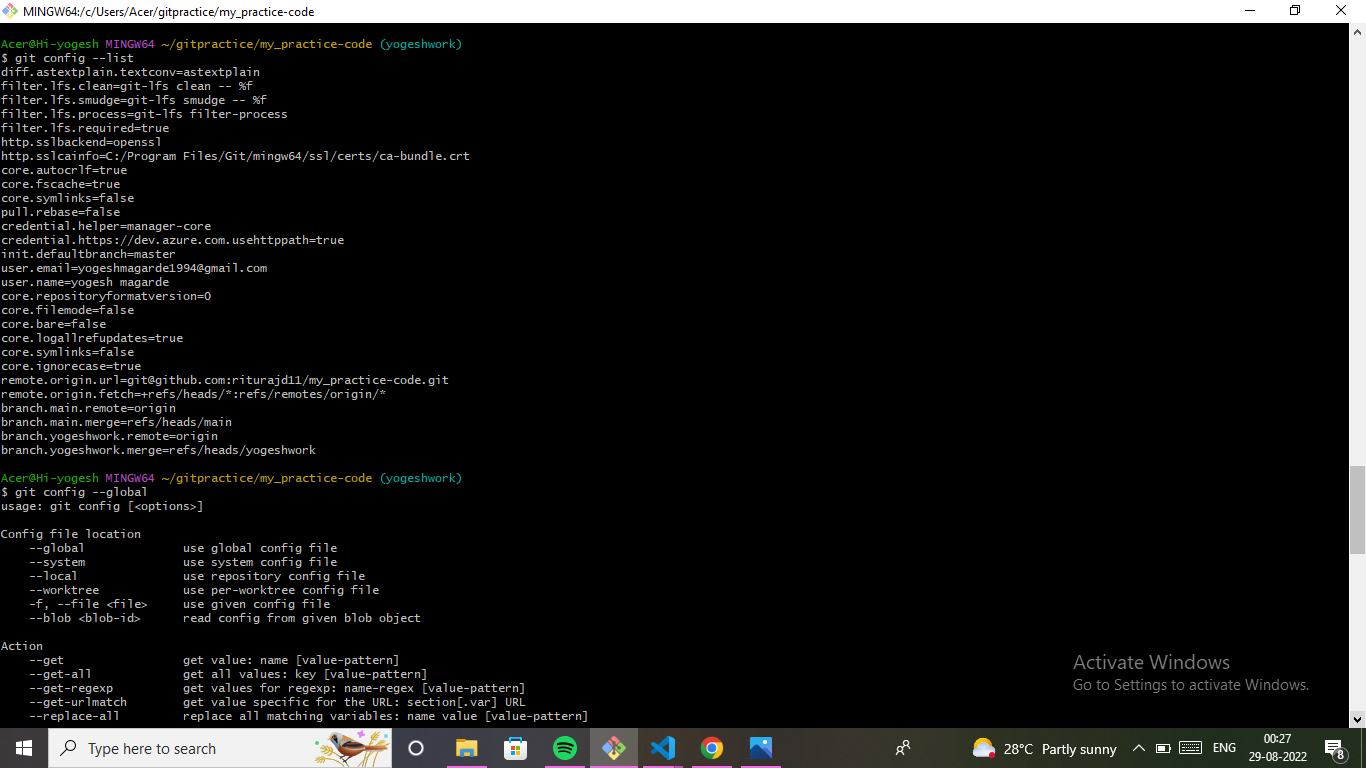 MINGW64:/c/Users/Acer/gitpractice/my_practice-code
Acer@Hi-yogesh MINGW64 ~/gitpractice/my_practice-code (yogeshwork)
$ git config --list
diff.astextplain.textconv=astextplain
filter.lfs.clean=git-lfs clean -- %f
filter.lfs.smudge=git-lfs smudge -- %f
filter.lfs.process=git-lfs filter-process
filter.lfs.required=true
http.sslbackend=openssl
http.sslcainfo=C:/Program Files/Git/mingw64/ssl/certs/ca-bundle.crt
core.autocrlf=true
core.fscache=true
core.symlinks=false
pull.rebase=false
credential.helper=manager-core
credential.https://dev.azure.com.usehttppath=true
init.defaultbranch=master
user.email=yogeshmagarde1994@gmail.com
user.name=yogesh magarde
core.repositoryformatversion=0
core.filemode=false
core.bare=false
core.logallrefupdates=true
core.symlinks=false
core.ignorecase=true
remote.origin.url=git@github.com:riturajd11/my_practice-code.git
remote.origin.fetch=+refs/heads/*:refs/remotes/origin/*
branch.main.remote=origin
branch.main.merge=refs/heads/main
branch.yogeshwork.remote=origin
branch.yogeshwork.merge=refs/heads/yogeshwork
Acer@Hi-yogesh MINGW64 ~/gitpractice/my_practice-code (yogeshwork)
$ git config --global
usage: git config [<options>]
Config file location
--global use global config file
--system use system config file
--local use repository config file
--worktree use per-worktree config file
-f, --file <file> use given config file
--blob <blob-id> read config from given blob object
Action
--get get value: name [value-pattern]
--get-all get all values: key [value-pattern]
--get-regexp get values for regexp: name-regex [value-pattern]
--get-urlmatch get value specific for the URL: section[.var] URL
--replace-all replace all matching variables: name value [value-pattern]
Activate Windows
Go to Settings to activate Windows.
Type here to search
28°C Partly sunny
ENG
00:27
29-08-2022
8